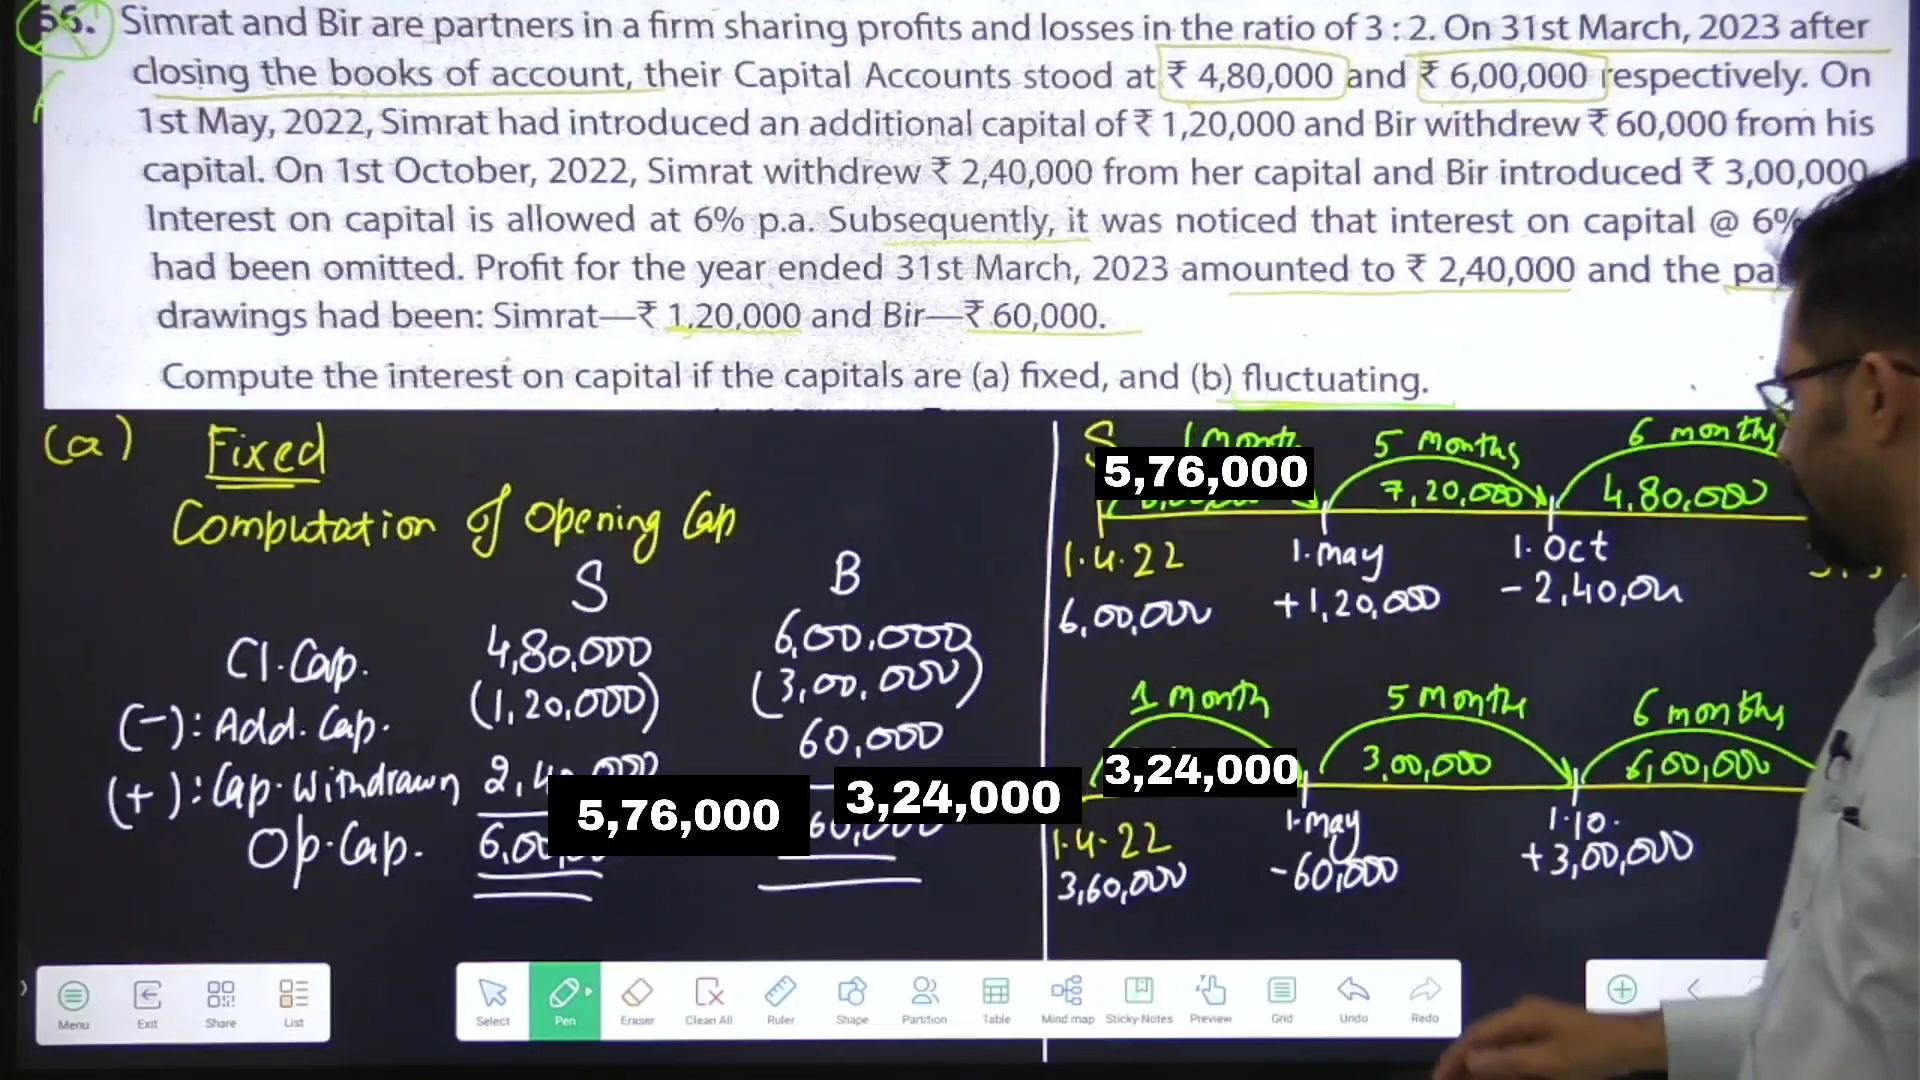 56. Simrat and Bir are partners in a firm sharing profits and losses in the ratio of 3 : 2. On 31st March, 2023 after
closing the books of account, their Capital Accounts stood at ₹ 4,80,000 and ₹ 6,00,000 respectively. On
1st May, 2022, Simrat had introduced an additional capital of ₹ 1,20,000 and Bir withdrew ₹ 60,000 from his
capital. On 1st October, 2022, Simrat withdrew ₹ 2,40,000 from her capital and Bir introduced ₹ 3,00,000
Interest on capital is allowed at 6% p.a. Subsequently, it was noticed that interest on capital @ 6%
had been omitted. Profit for the year ended 31st March, 2023 amounted to ₹ 2,40,000 and the
drawings had been: Simrat—₹ 1,20,000 and Bir—₹ 60,000.
Compute the interest on capital if the capitals are (a) fixed, and (b) fluctuating.
(a) Fixed
Computation of Opening Cap
S B
Cl. Cap. 4,80,000 6,00,000
(-): Add. Cap. (1,20,000) (3,00,000)
(+): Cap. Withdrawn 60,000
Op. Cap. 5,76,000 3,24,000
S 1 month 5 months 6 months
5,76,000 7,20,000 4,80,000
1.4.22 1. may 1. Oct
6,00,000 +1,20,000 - 2,40,00
1 month 5 months 6 months
3,24,000 3,00,000 6,00,000
1.4.22 1. may 1.10.
3,60,000 -60,000 +3,00,000
Menu Exit Share List Select Pen Eraser Clean All Ruler Shape Partition Table Mind map Sticky Notes Preview Grid Undo Redo